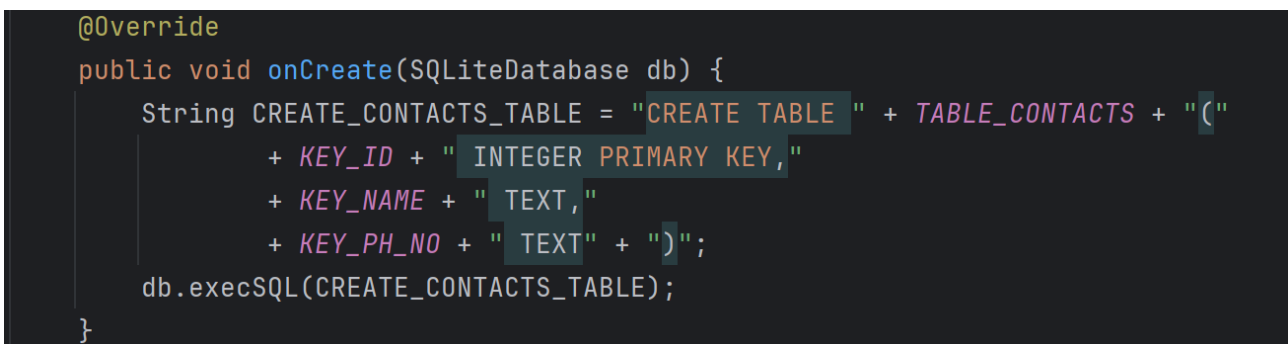 @Override
public void onCreate(SQLiteDatabase db) {
String CREATE_CONTACTS_TABLE = "CREATE TABLE " + TABLE_CONTACTS + "("
+ KEY_ID + " INTEGER PRIMARY KEY,"
+ KEY_NAME + " TEXT,"
+ KEY_PH_NO + " TEXT" + ")";
db.execSQL(CREATE_CONTACTS_TABLE);
}